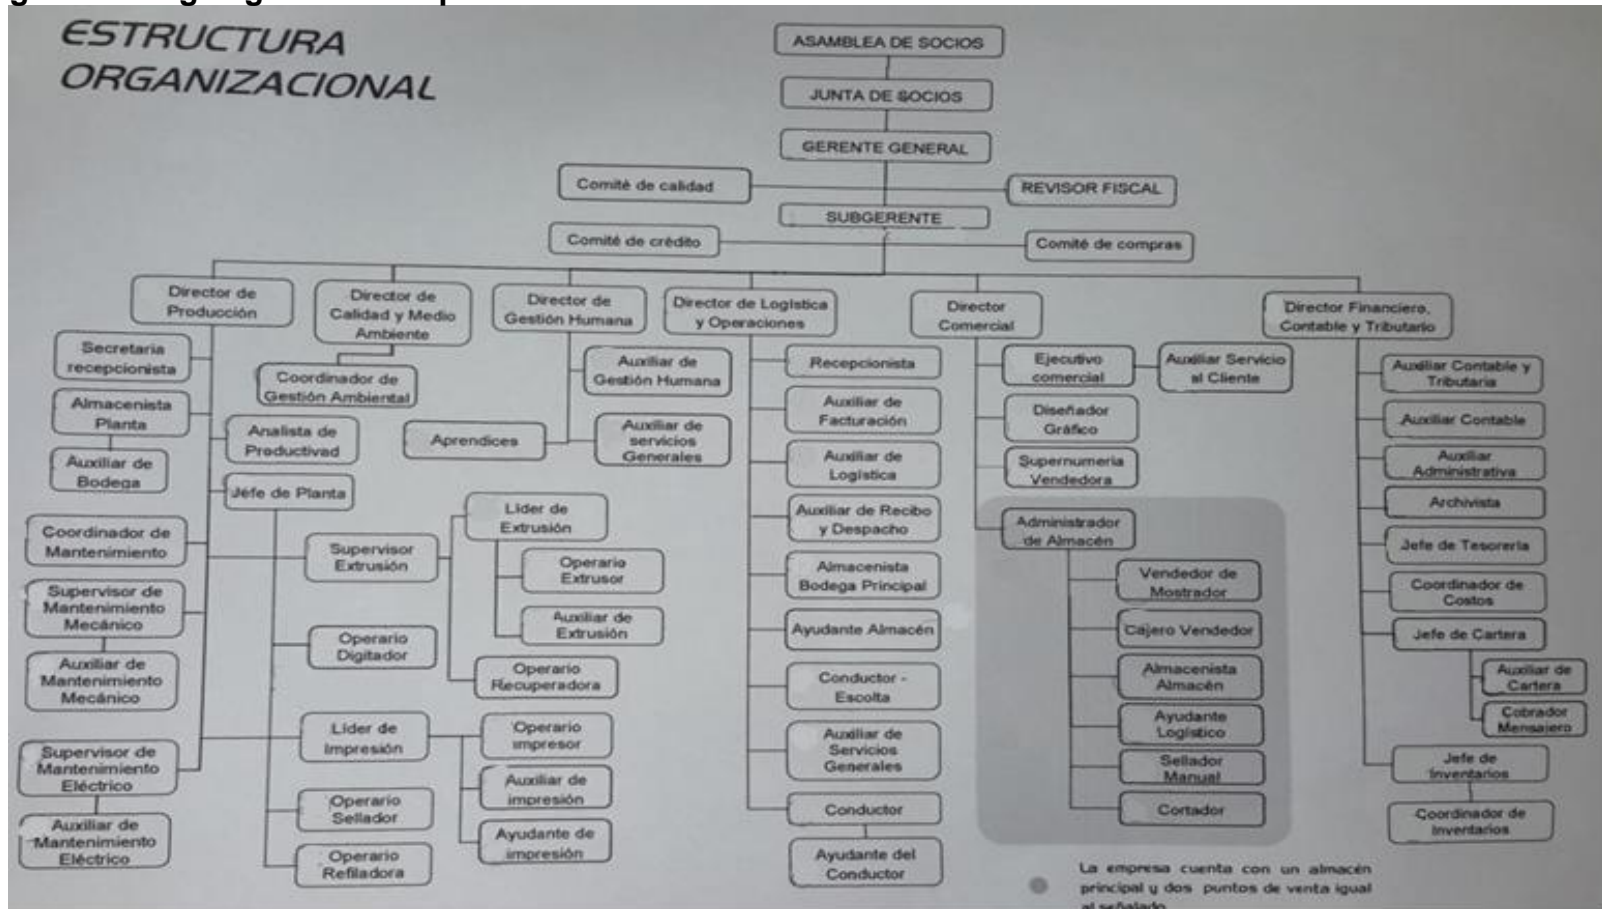 ESTRUCTURA
ORGANIZACIONAL
ASAMBLEA DE SOCIOS
JUNTA DE SOCIOS
GERENTE GENERAL
Comité de calidad
REVISOR FISCAL
SUBGERENTE
Comité de crédito
Comité de compras
Director de
Producción
Director de
Calidad y Medio
Ambiente
Director de
Gestión Humana
Director de Logística
y Operaciones
Director
Comercial
Director Financiero,
Contable y Tributario
Secretaria
recepcionista
Almacenista
Planta
Auxiliar de
Bodega
Coordinador de
Mantenimiento
Supervisor de
Mantenimiento
Mecánico
Auxiliar de
Mantenimiento
Mecánico
Supervisor de
Mantenimiento
Eléctrico
Auxiliar de
Mantenimiento
Eléctrico
Analista de
Productivad
Jefe de Planta
Supervisor
Extrusión
Líder de
Extrusión
Operario
Extrusor
Auxiliar de
Extrusión
Operario
Recuperadora
Operario
Digitador
Líder de
Impresión
Operario
impresor
Auxiliar de
impresión
Ayudante de
impresión
Operario
Sellador
Operario
Refiladora
Coordinador de
Gestión Ambiental
Auxiliar de
Gestión Humana
Aprendices
Auxiliar de
servicios
Generales
Recepcionista
Auxiliar de
Facturación
Auxiliar de
Logística
Auxiliar de Recibo
y Despacho
Almacenista
Bodega Principal
Ayudante Almacén
Conductor -
Escolta
Auxiliar de
Servicios
Generales
Conductor
Ayudante del
Conductor
Ejecutivo
comercial
Auxiliar Servicio
al Cliente
Diseñador
Gráfico
Supernumeria
Vendedora
Administrador
de Almacén
Vendedor de
Mostrador
Cajero Vendedor
Almacenista
Almacén
Ayudante
Logístico
Sellador
Manual
Cortador
Auxiliar Contable y
Tributaria
Auxiliar Contable
Auxiliar
Administrativa
Archivista
Jefe de Tesorería
Coordinador de
Costos
Jefe de Cartera
Auxiliar de
Cartera
Cobrador
Mensajero
Jefe de
Inventarios
Coordinador de
Inventarios
La empresa cuenta con un almacén
principal y dos puntos de venta igual
al señalado